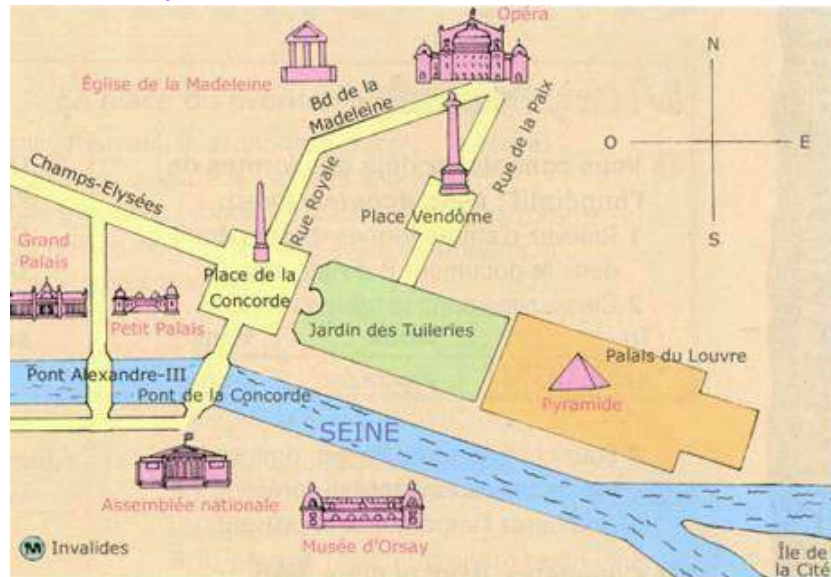 Opéra
N
Église de la Madeleine
Bd de la
Madeleine
Rue de la Paix
O
E
Champs-Elysées
Rue Royale
Place Vendôme
S
Grand
Palais
Place de la
Concorde
Petit Palais
Jardin des Tuileries
Palais du Louvre
Pont Alexandre-III
Pont de la Concorde
Pyramide
SEINE
Assemblée nationale
M Invalides
Musée d'Orsay
Île de
la Cité